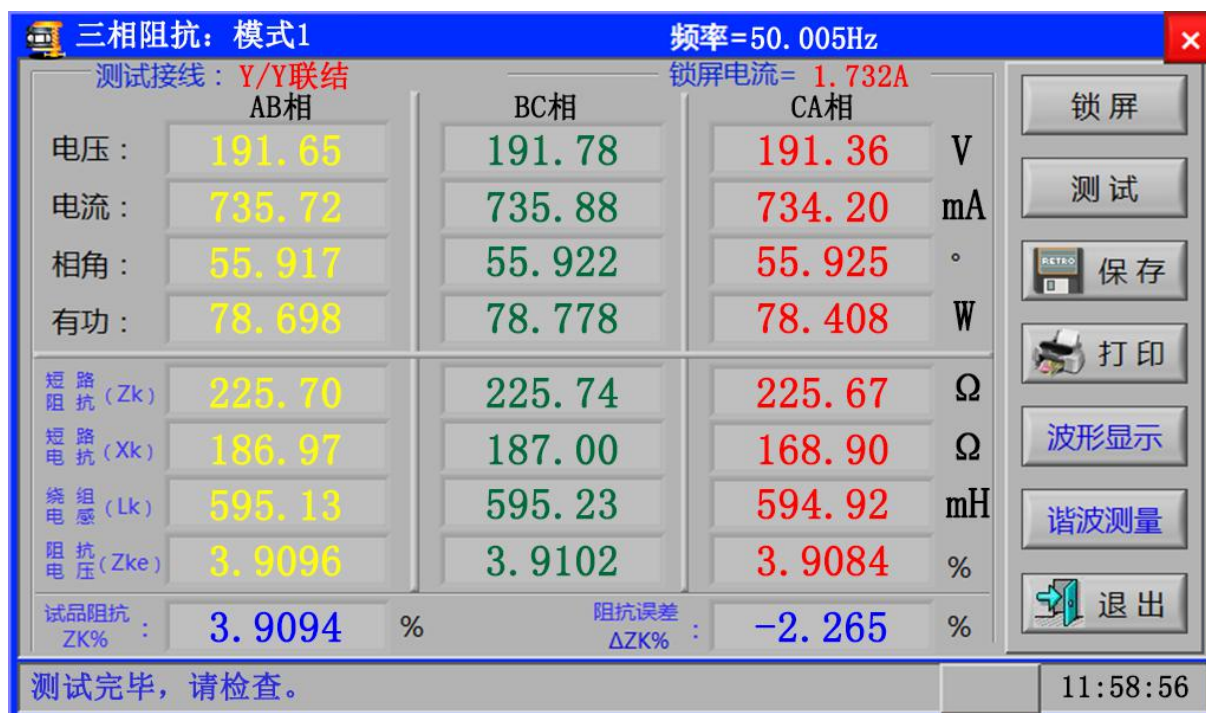 三相阻抗：模式1 频率=50.005Hz
测试接线：Y/Y联结 锁屏电流= 1.732A
AB相 BC相 CA相
电压： 191.65 191.78 191.36 V
电流： 735.72 735.88 734.20 mA
相角： 55.917 55.922 55.925 °
有功： 78.698 78.778 78.408 W
短路阻抗(Zk) 225.70 225.74 225.67 Ω
短路电抗(Xk) 186.97 187.00 168.90 Ω
绕组电感(Lk) 595.13 595.23 594.92 mH
阻抗电压(Zke) 3.9096 3.9102 3.9084 %
试品阻抗ZK%： 3.9094 % 阻抗误差ΔZK%： -2.265 %
锁屏
测试
RETRO 保存
打印
波形显示
谐波测量
退出
测试完毕，请检查。 11:58:56